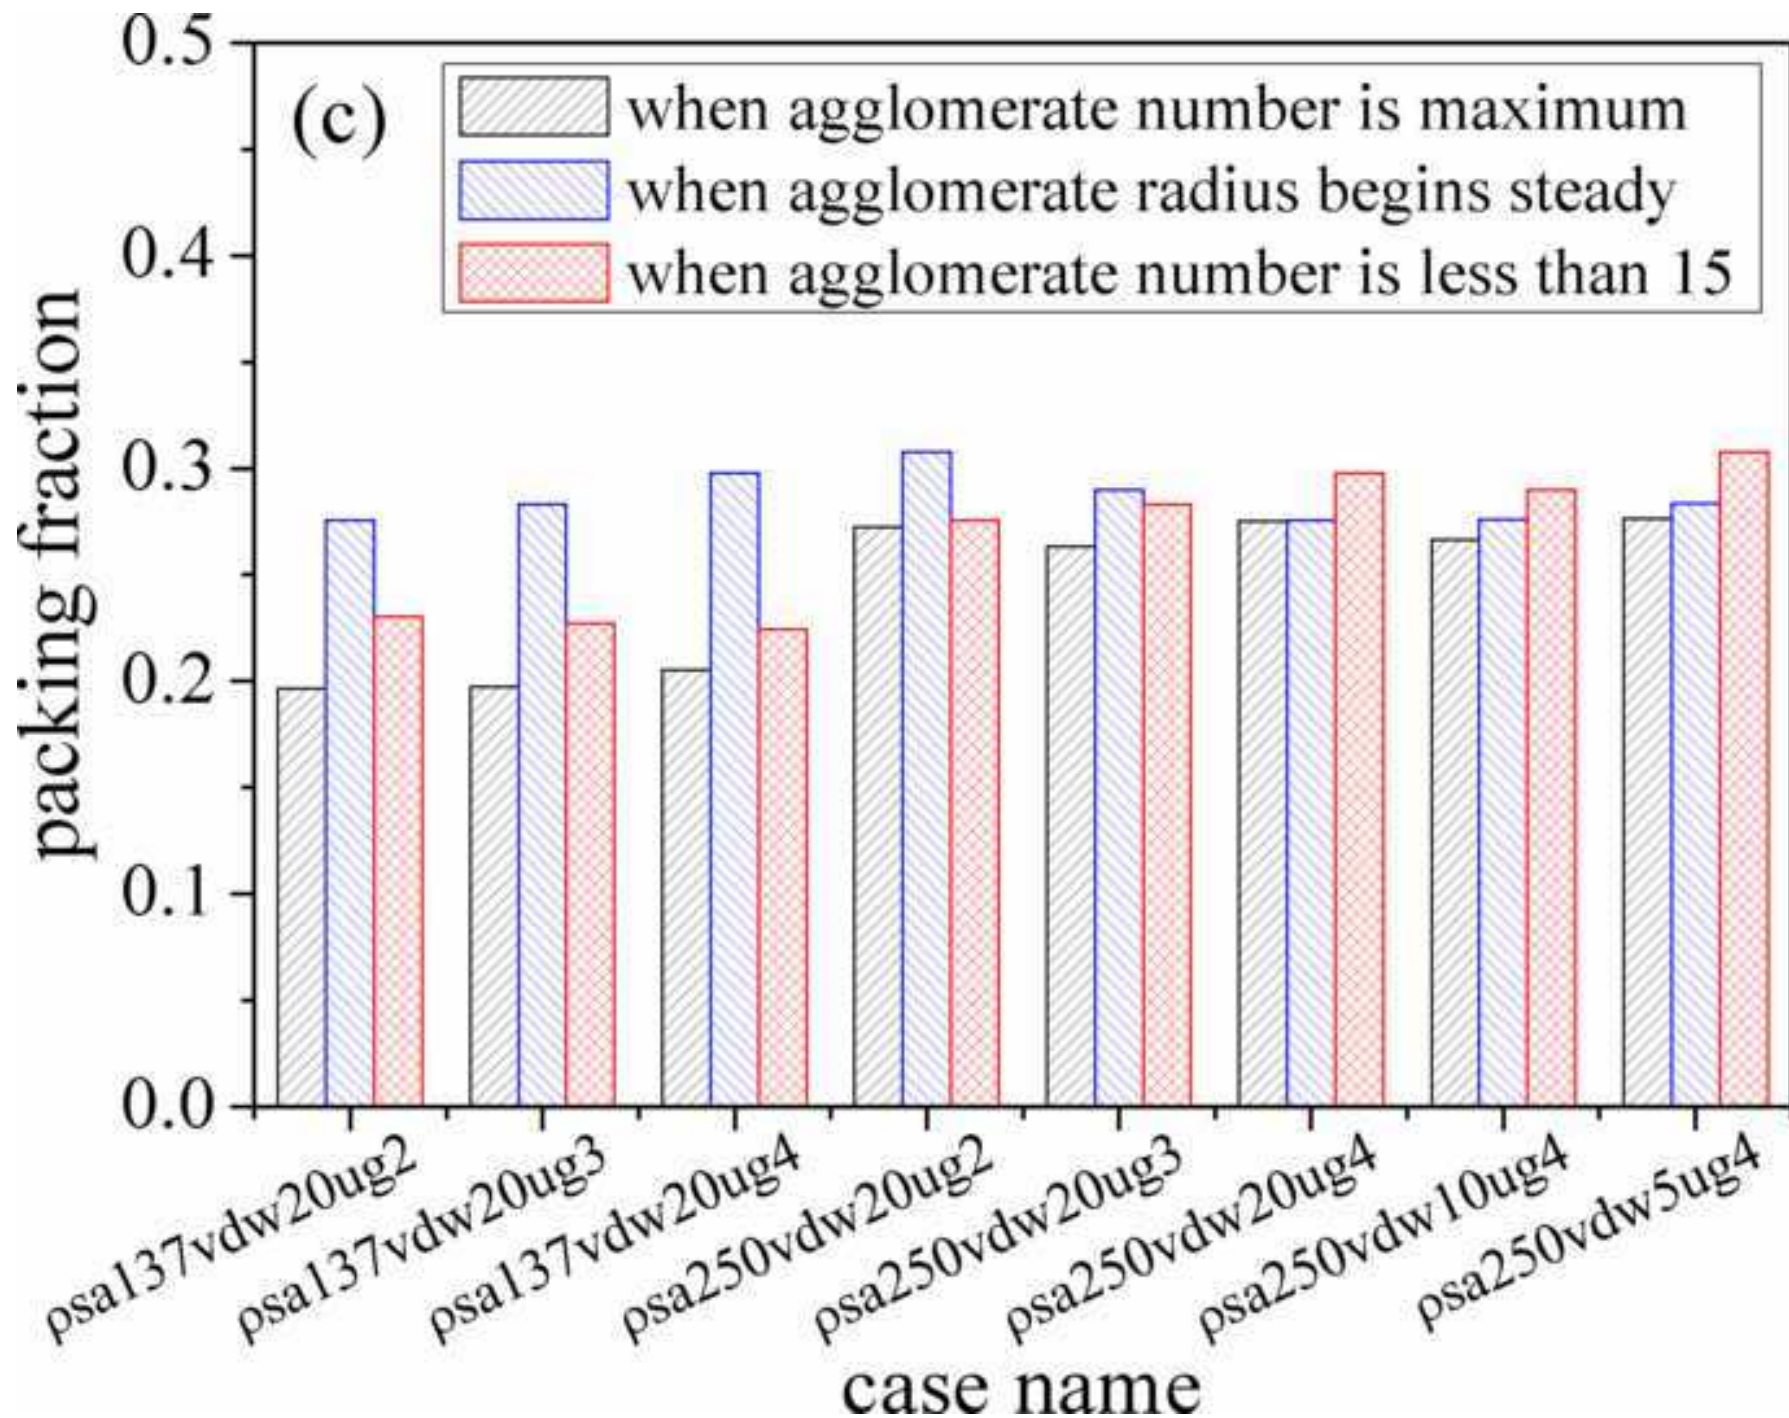 (c)
when agglomerate number is maximum
when agglomerate radius begins steady
when agglomerate number is less than 15
packing fraction
0.5
0.4
0.3
0.2
0.1
0.0
psa137vdw20ug2
psa137vdw20ug3
psa137vdw20ug4
psa250vdw20ug2
psa250vdw20ug3
psa250vdw20ug4
psa250vdw10ug4
psa250vdw5ug4
case name